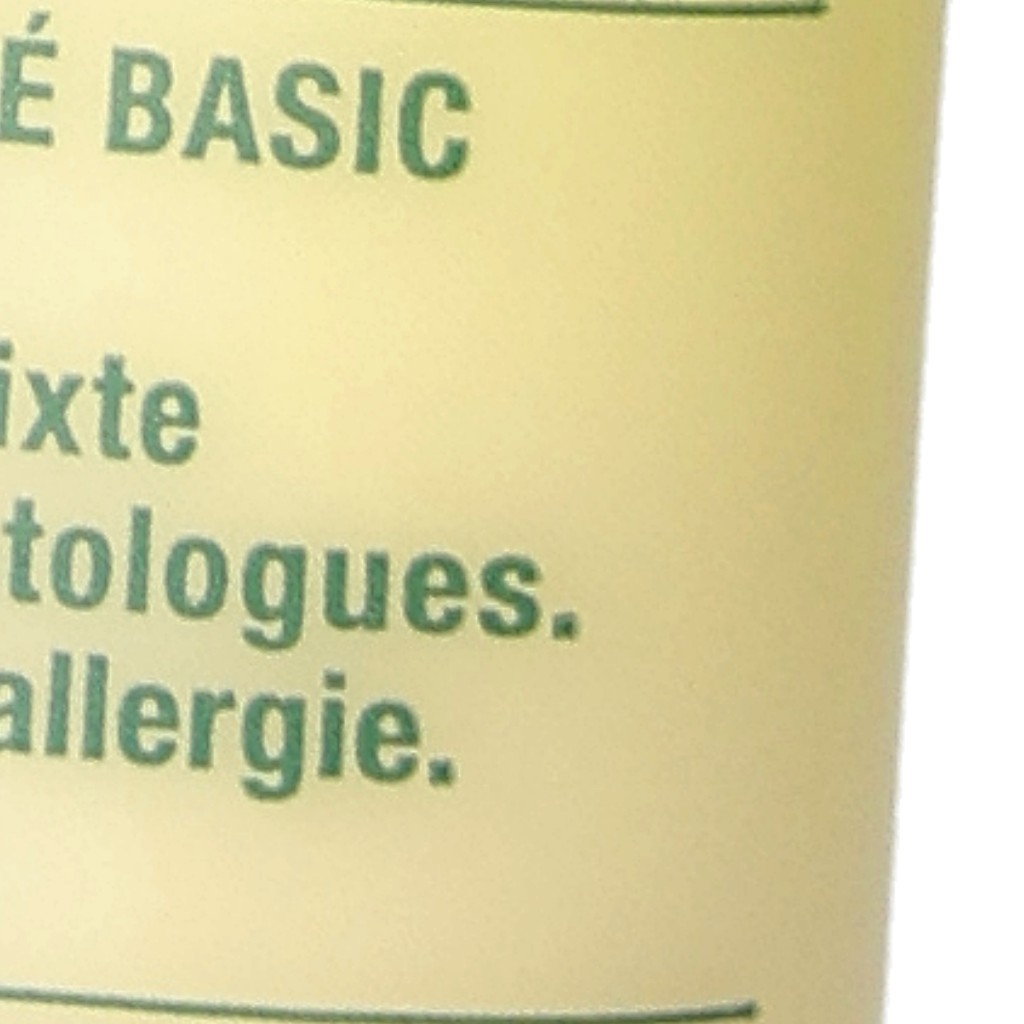 É BASIC
ixte
tologues.
allergie.